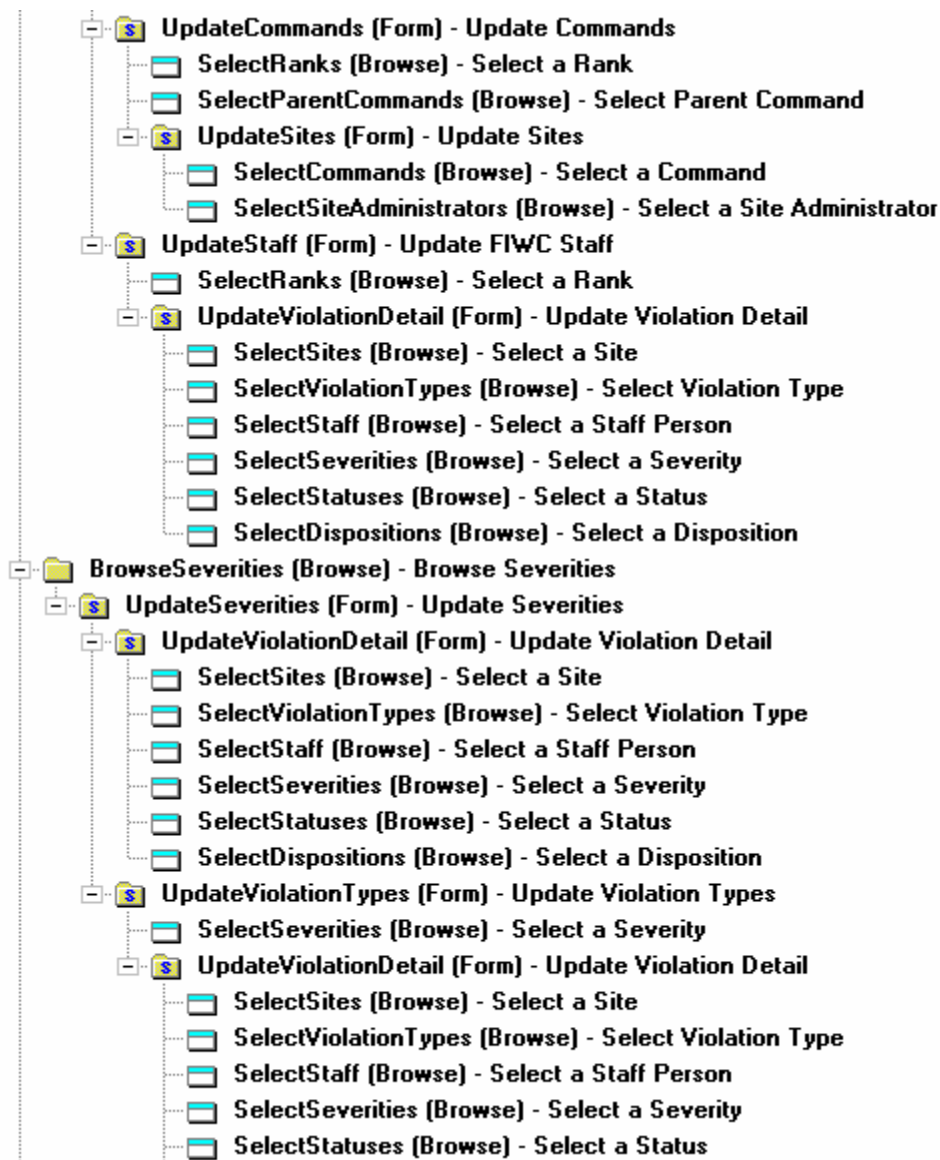 UpdateCommands (Form) - Update Commands
SelectRanks (Browse) - Select a Rank
SelectParentCommands (Browse) - Select Parent Command
UpdateSites (Form) - Update Sites
SelectCommands (Browse) - Select a Command
SelectSiteAdministrators (Browse) - Select a Site Administrator
UpdateStaff (Form) - Update FIWC Staff
SelectRanks (Browse) - Select a Rank
UpdateViolationDetail (Form) - Update Violation Detail
SelectSites (Browse) - Select a Site
SelectViolationTypes (Browse) - Select Violation Type
SelectStaff (Browse) - Select a Staff Person
SelectSeverities (Browse) - Select a Severity
SelectStatuses (Browse) - Select a Status
SelectDispositions (Browse) - Select a Disposition
BrowseSeverities (Browse) - Browse Severities
UpdateSeverities (Form) - Update Severities
UpdateViolationDetail (Form) - Update Violation Detail
SelectSites (Browse) - Select a Site
SelectViolationTypes (Browse) - Select Violation Type
SelectStaff (Browse) - Select a Staff Person
SelectSeverities (Browse) - Select a Severity
SelectStatuses (Browse) - Select a Status
SelectDispositions (Browse) - Select a Disposition
UpdateViolationTypes (Form) - Update Violation Types
SelectSeverities (Browse) - Select a Severity
UpdateViolationDetail (Form) - Update Violation Detail
SelectSites (Browse) - Select a Site
SelectViolationTypes (Browse) - Select Violation Type
SelectStaff (Browse) - Select a Staff Person
SelectSeverities (Browse) - Select a Severity
SelectStatuses (Browse) - Select a Status